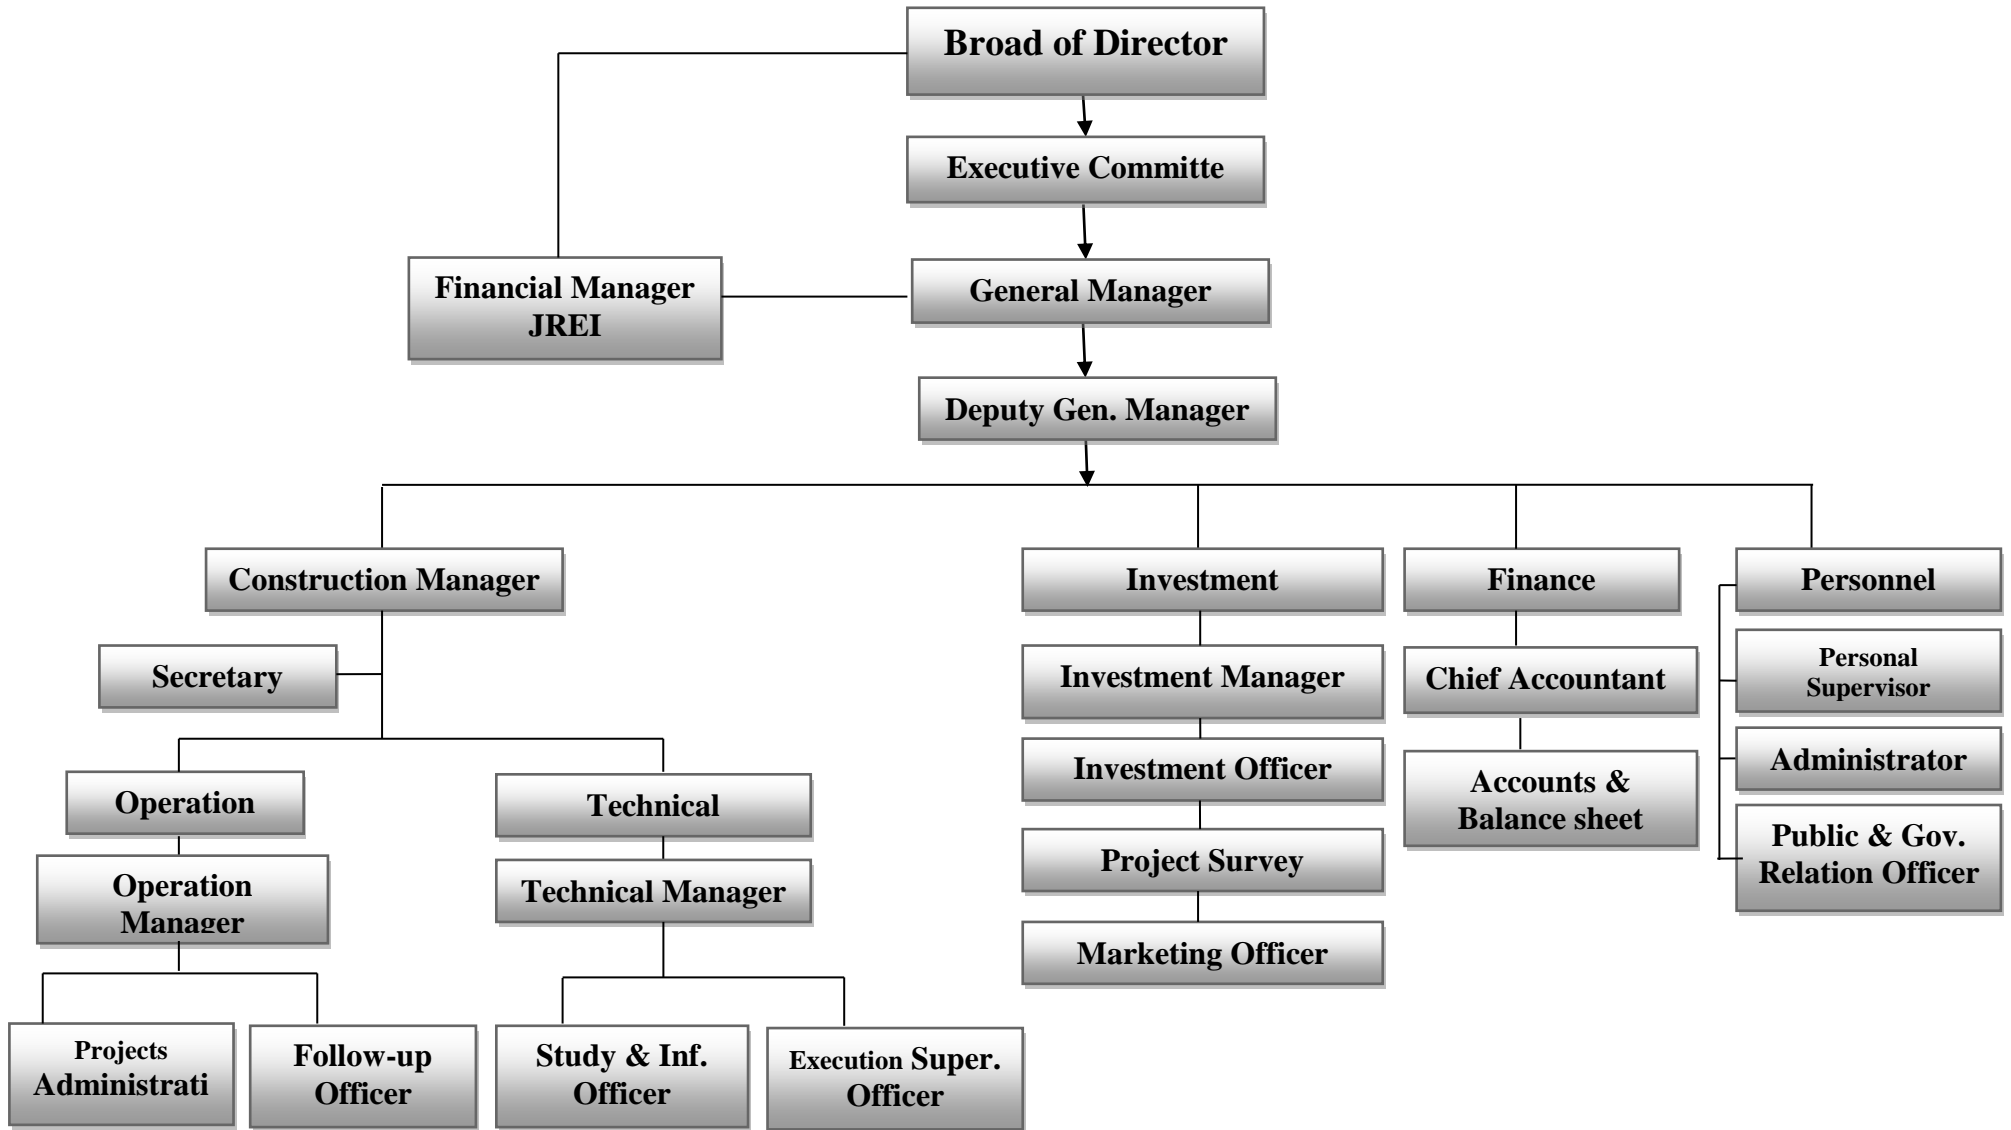 Broad of Director
Executive Committe
Financial Manager
JREI
General Manager
Deputy Gen. Manager
Construction Manager
Investment
Finance
Personnel
Secretary
Investment Manager
Chief Accountant
Personal
Supervisor
Operation
Technical
Investment Officer
Accounts &
Balance sheet
Administrator
Operation
Manager
Technical Manager
Project Survey
Public & Gov.
Relation Officer
Marketing Officer
Projects
Administrati
Follow-up
Officer
Study & Inf.
Officer
Execution Super.
Officer